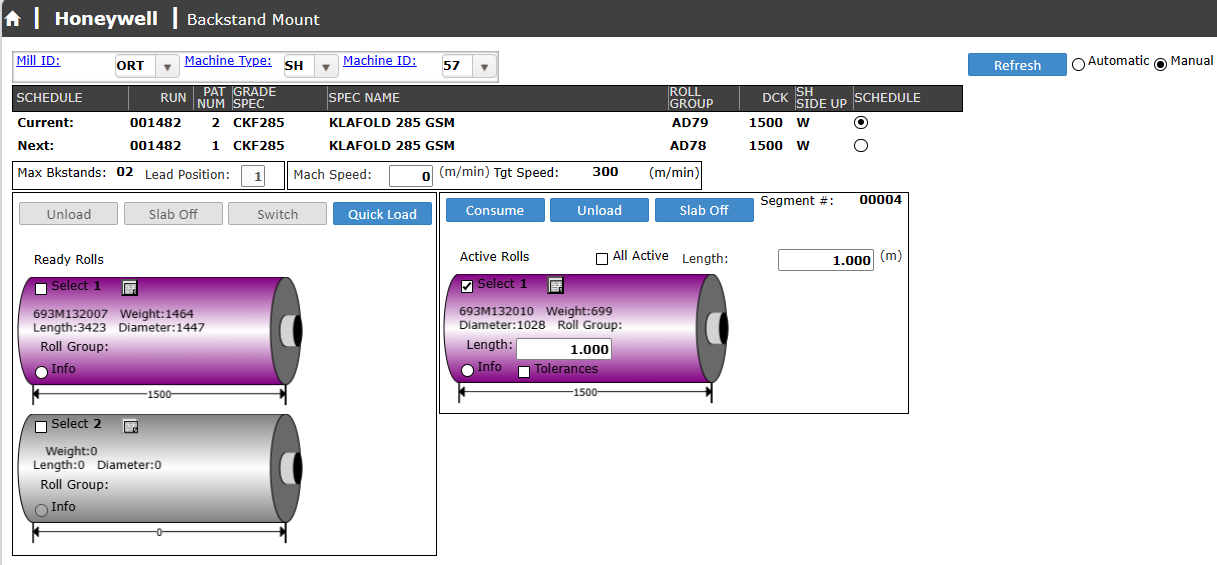 Honeywell | Backstand Mount
Mill ID: ORT Machine Type: SH Machine ID: 57 Refresh Automatic Manual
SCHEDULE RUN PAT NUM GRADE SPEC SPEC NAME ROLL GROUP DCK SH SIDE UP SCHEDULE
Current: 001482 2 CKF285 KLAFOLD 285 GSM AD79 1500 W
Next: 001482 1 CKF285 KLAFOLD 285 GSM AD78 1500 W
Max Bkstands: 02 Lead Position: 1 Mach Speed: 0 (m/min) Tgt Speed: 300 (m/min)
Unload Slab Off Switch Quick Load
Ready Rolls
Select 1
693M132007 Weight:1464
Length:3423 Diameter:1447
Roll Group:
Info
1500
Select 2
Weight:0
Length:0 Diameter:0
Roll Group:
Info
0
Consume Unload Slab Off Segment #: 00004
Active Rolls All Active Length: 1.000 (m)
Select 1
693M132010 Weight:699
Diameter:1028 Roll Group:
Length: 1.000
Info Tolerances
1500